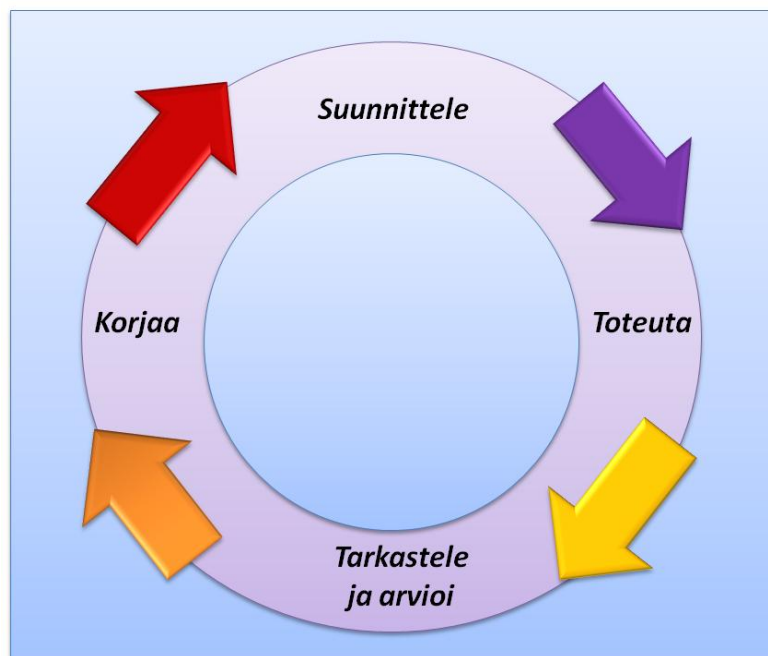 Suunnittele
Korjaa
Toteuta
Tarkastele
ja arvioi